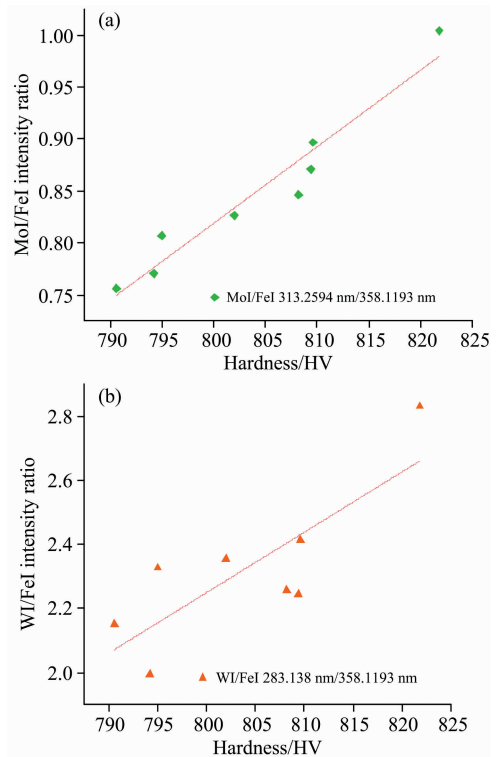 (a)
1.00
0.95
0.90
0.85
0.80
0.75
MoI/FeI intensity ratio
MoI/FeI 313.2594 nm/358.1193 nm
790 795 800 805 810 815 820 825
Hardness/HV
(b)
2.8
2.6
2.4
2.2
2.0
WI/FeI intensity ratio
WI/FeI 283.138 nm/358.1193 nm
790 795 800 805 810 815 820 825
Hardness/HV